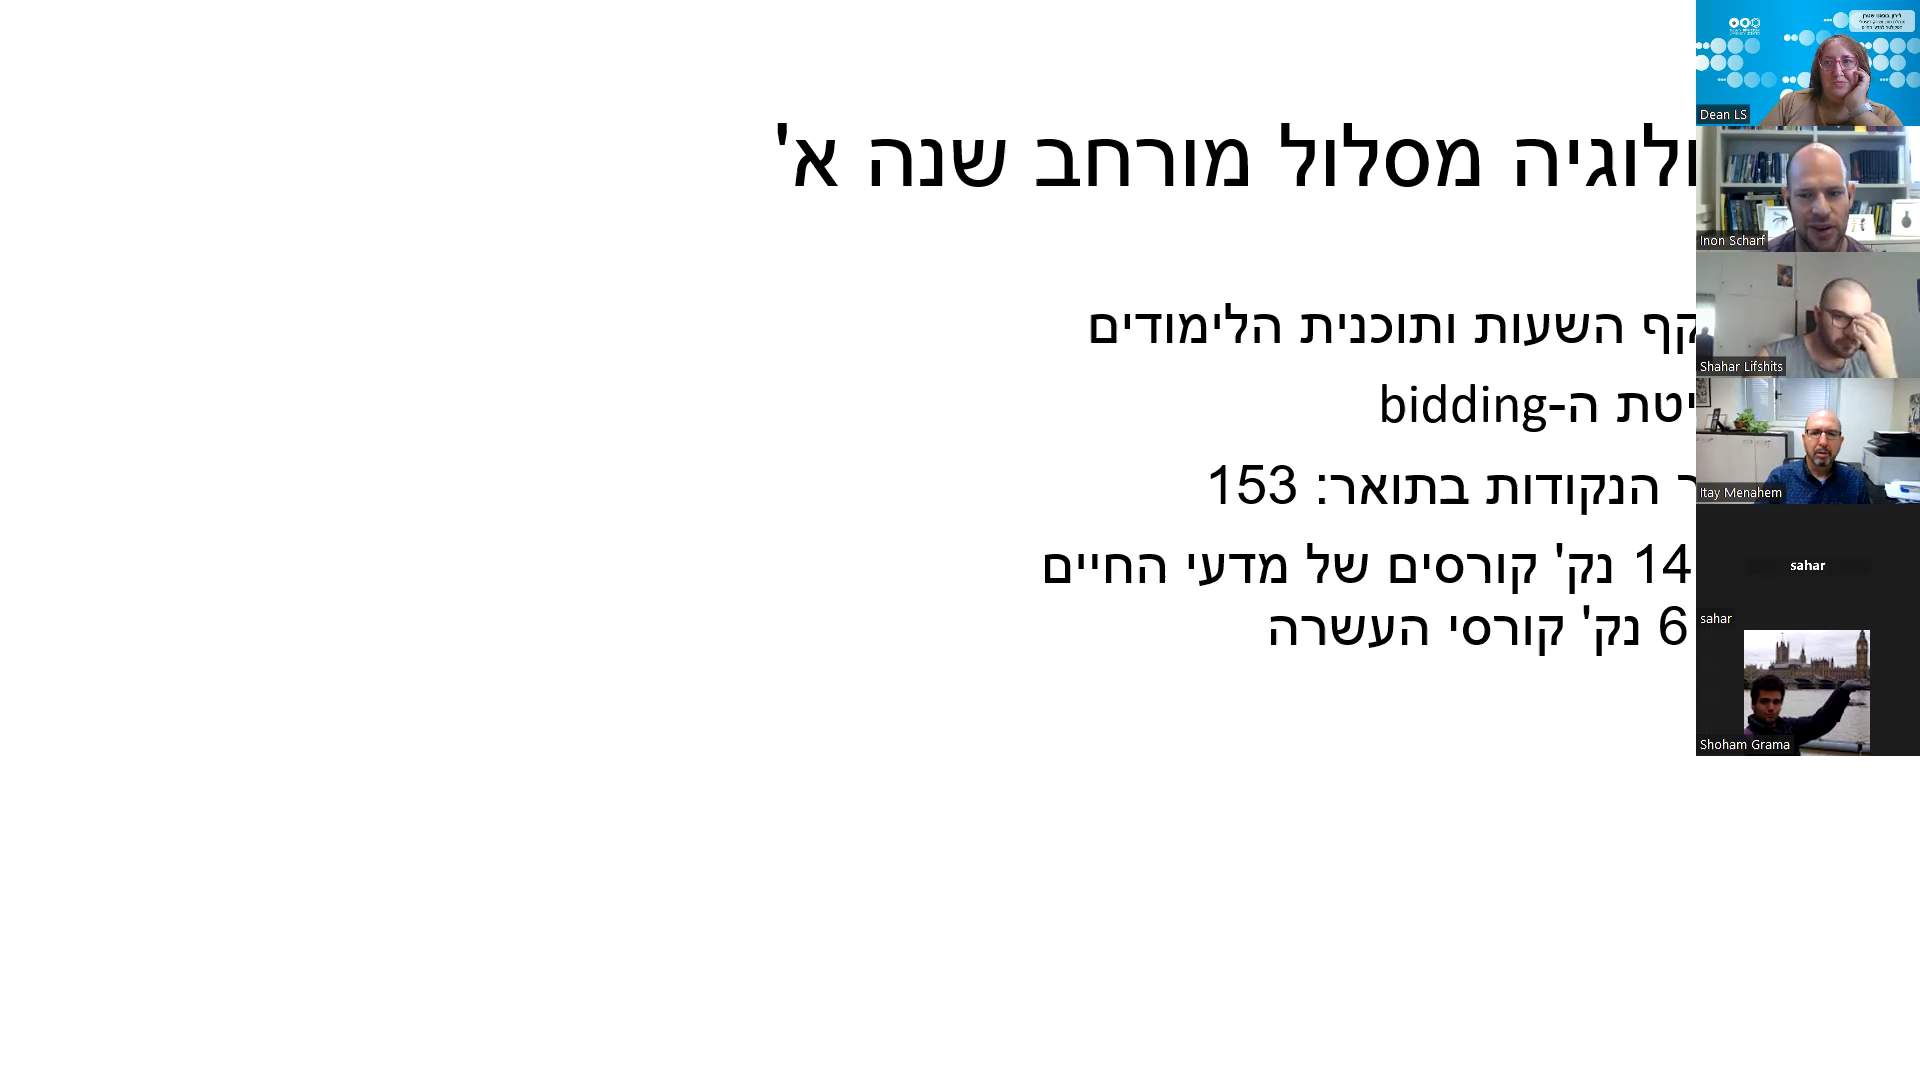 ולוגיה מסלול מורחב שנה א'
קף השעות ותוכנית הלימודים
יטת ה-bidding
ר הנקודות בתואר: 153
14 נק' קורסים של מדעי החיים
6 נק' קורסי העשרה
Dean LS
Inon Scharf
Shahar Lifshits
Itay Menahem
sahar
sahar
Shoham Grama